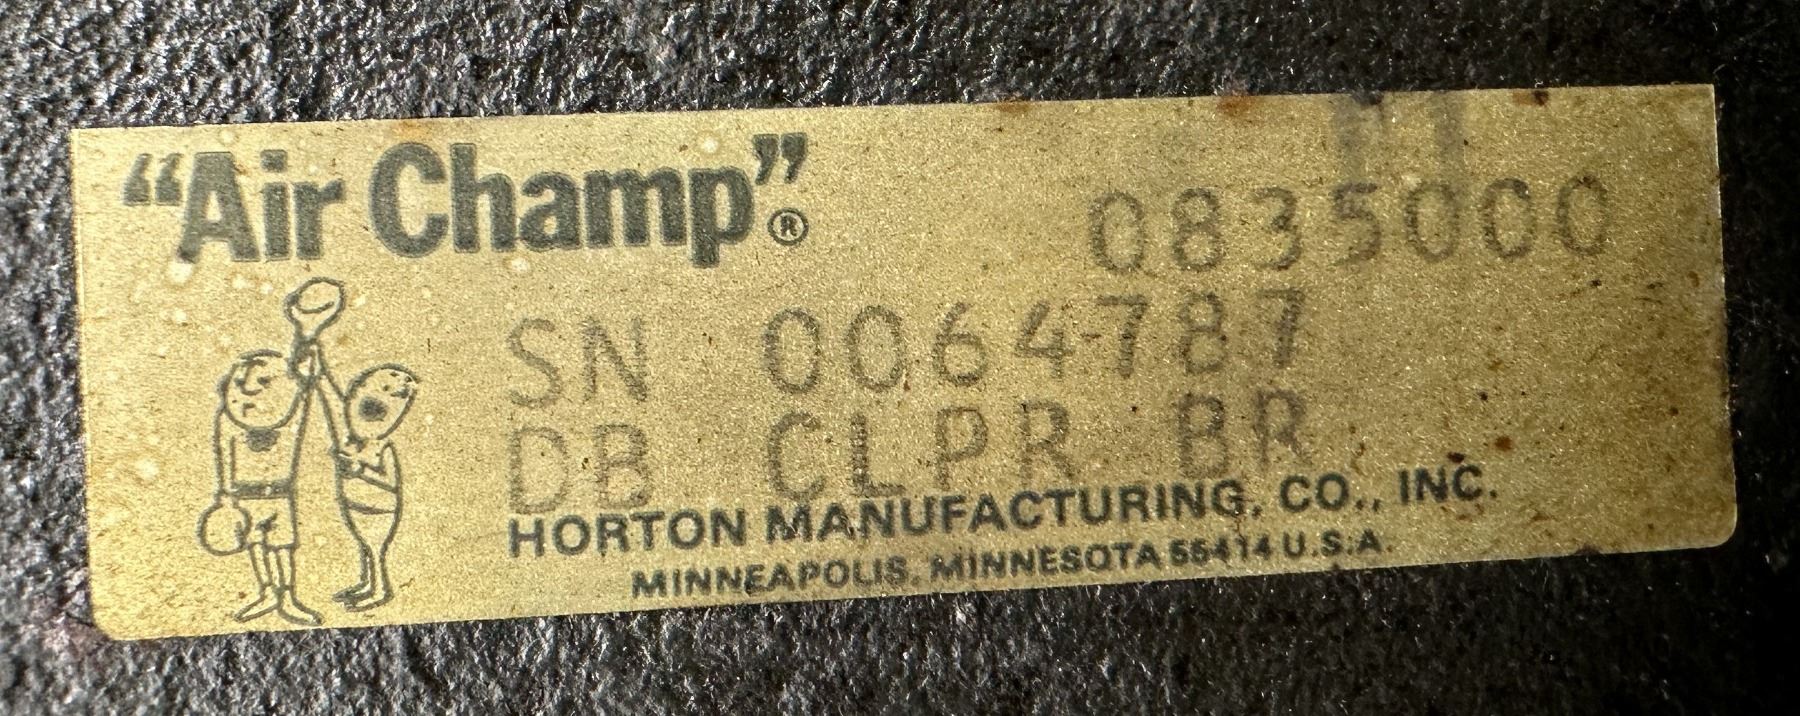 "Air Champ"®
0835000
SN 0064787
DB CLPR BR
HORTON MANUFACTURING, CO., INC.
MINNEAPOLIS, MINNESOTA 55414 U.S.A.